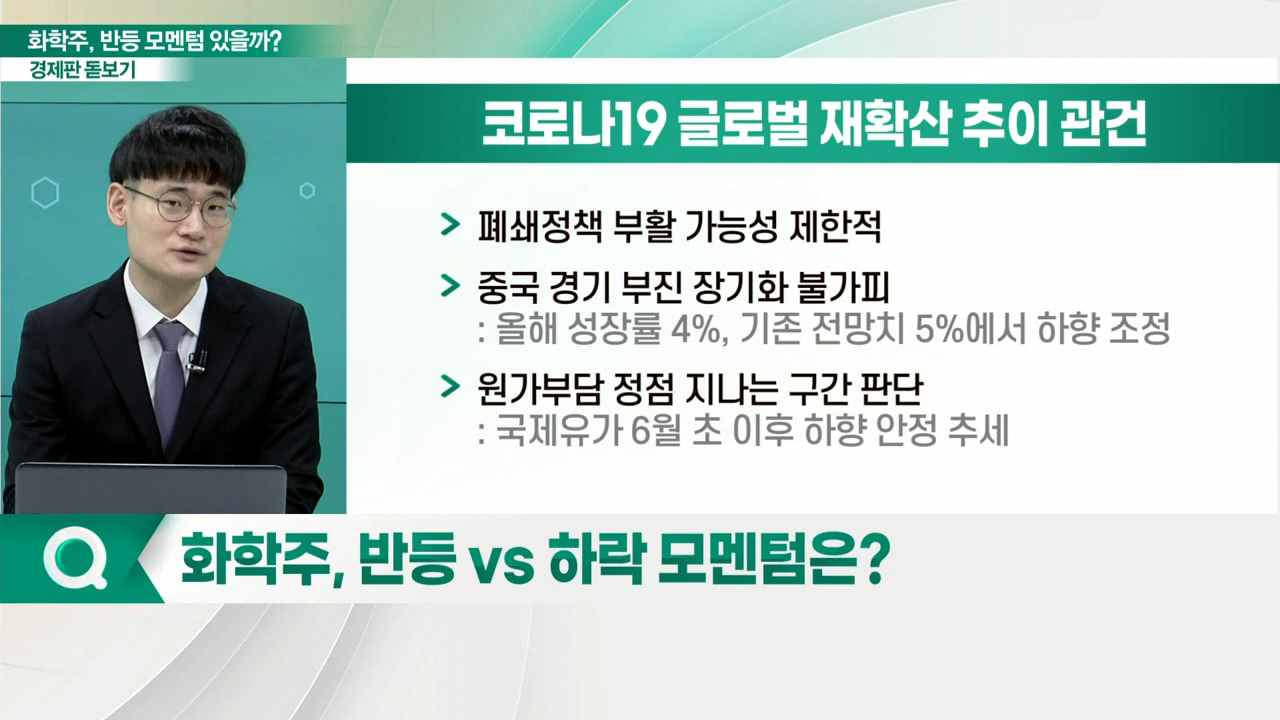 화학주, 반등 모멘텀 있을까?
경제판 돋보기
코로나19 글로벌 재확산 추이 관건
> 폐쇄정책 부활 가능성 제한적
> 중국 경기 부진 장기화 불가피
: 올해 성장률 4%, 기존 전망치 5%에서 하향 조정
> 원가부담 정점 지나는 구간 판단
: 국제유가 6월 초 이후 하향 안정 추세
Q 화학주, 반등 vs 하락 모멘텀은?